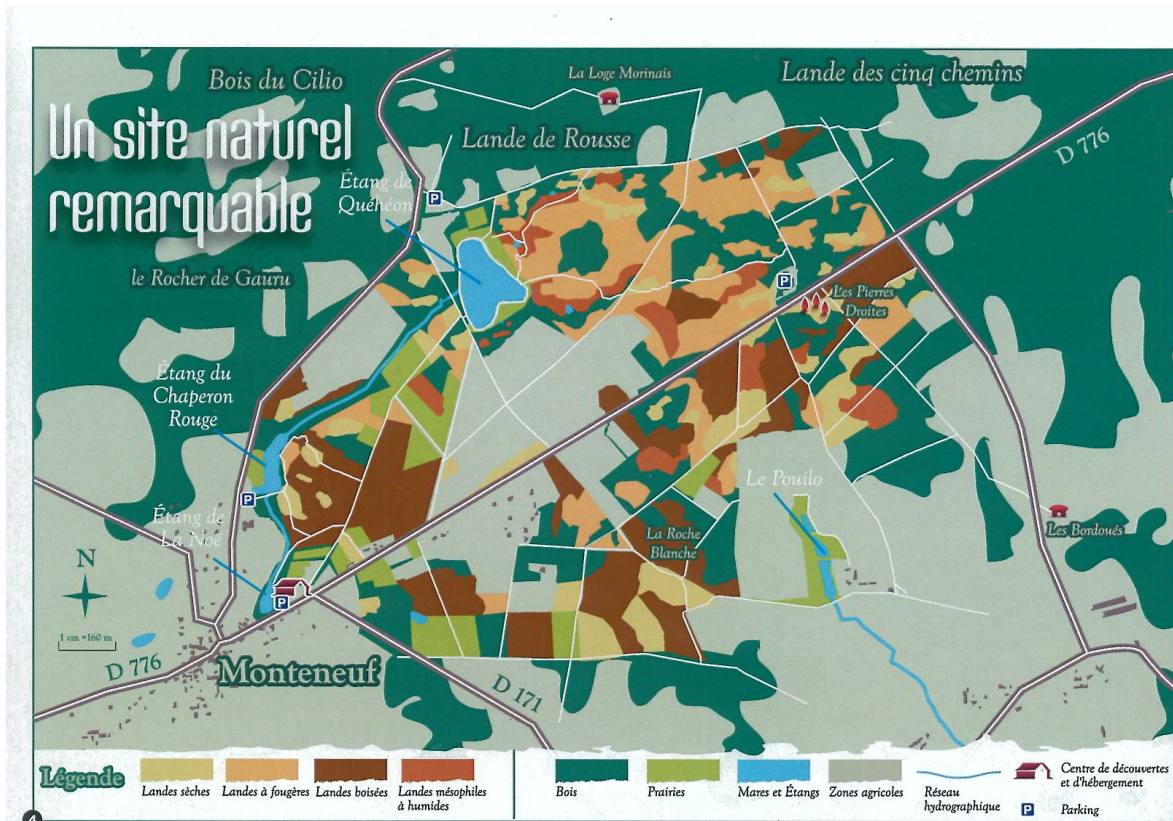 Bois du Cilio
La Loge Morinais
Lande des cinq chemins
Un site naturel
remarquable
Lande de Rousse
D 776
Étang de
Quéhéon
P
le Rocher de Gauru
P
Les Pierres
Droites
Étang du
Chaperon
Rouge
Le Pouilo
P
Étang de
La Noë
La Roche
Blanche
Les Bordoués
N
P
1 cm =160 m
D 776
Monteneuf
D 171
Légende
Landes sèches
Landes à fougères
Landes boisées
Landes mésophiles
à humides
Bois
Prairies
Mares et Étangs
Zones agricoles
Réseau
hydrographique
Centre de découvertes
et d'hébergement
P
Parking